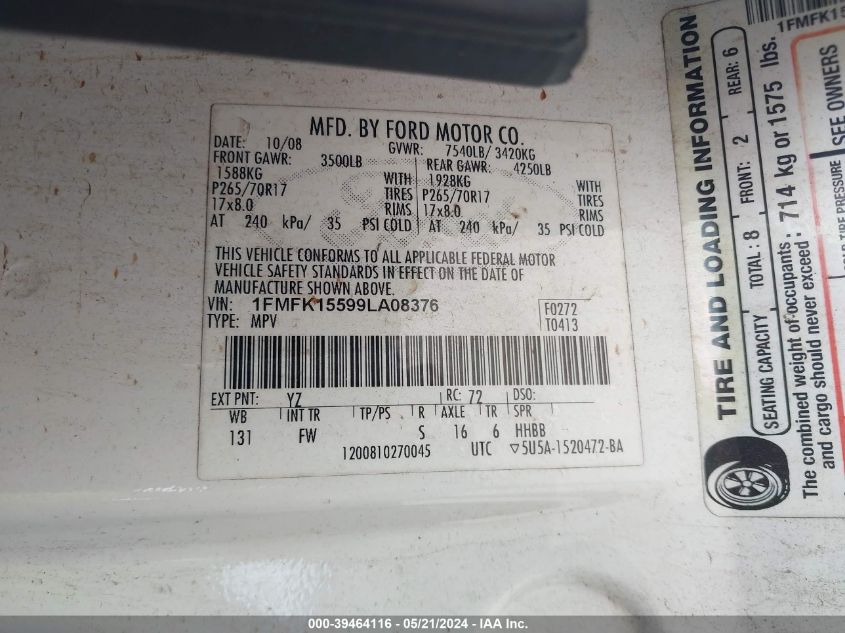 MFD. BY FORD MOTOR CO.
DATE: 10/08 GVWR: 7540LB/ 3420KG
FRONT GAWR: 3500LB REAR GAWR: 4250LB
1588KG WITH 1928KG WITH
P265/70R17 TIRES P265/70R17 TIRES
17x8.0 RIMS 17x8.0 RIMS
AT 240 kPa/ 35 PSI COLD AT 240 kPa/ 35 PSI COLD
THIS VEHICLE CONFORMS TO ALL APPLICABLE FEDERAL MOTOR
VEHICLE SAFETY STANDARDS IN EFFECT ON THE DATE OF
MANUFACTURE SHOWN ABOVE.
VIN: 1FMFK15599LA08376 F0272
TYPE: MPV T0413
EXT PNT: YZ RC: 72 DSO:
WB INT TR TP/PS R AXLE TR SPR
131 FW S 16 6 HHBB
1200810270045 UTC ▽5U5A-1520472-BA
TIRE AND LOADING INFORMATION
SEATING CAPACITY TOTAL: 8 FRONT: 2 REAR: 6
The combined weight of occupants : 714 kg or 1575 lbs.
and cargo should never exceed :
1FMFK15
SEE OWNERS
TIRE PRESSURE
000-39464116 - 05/21/2024 - IAA Inc.